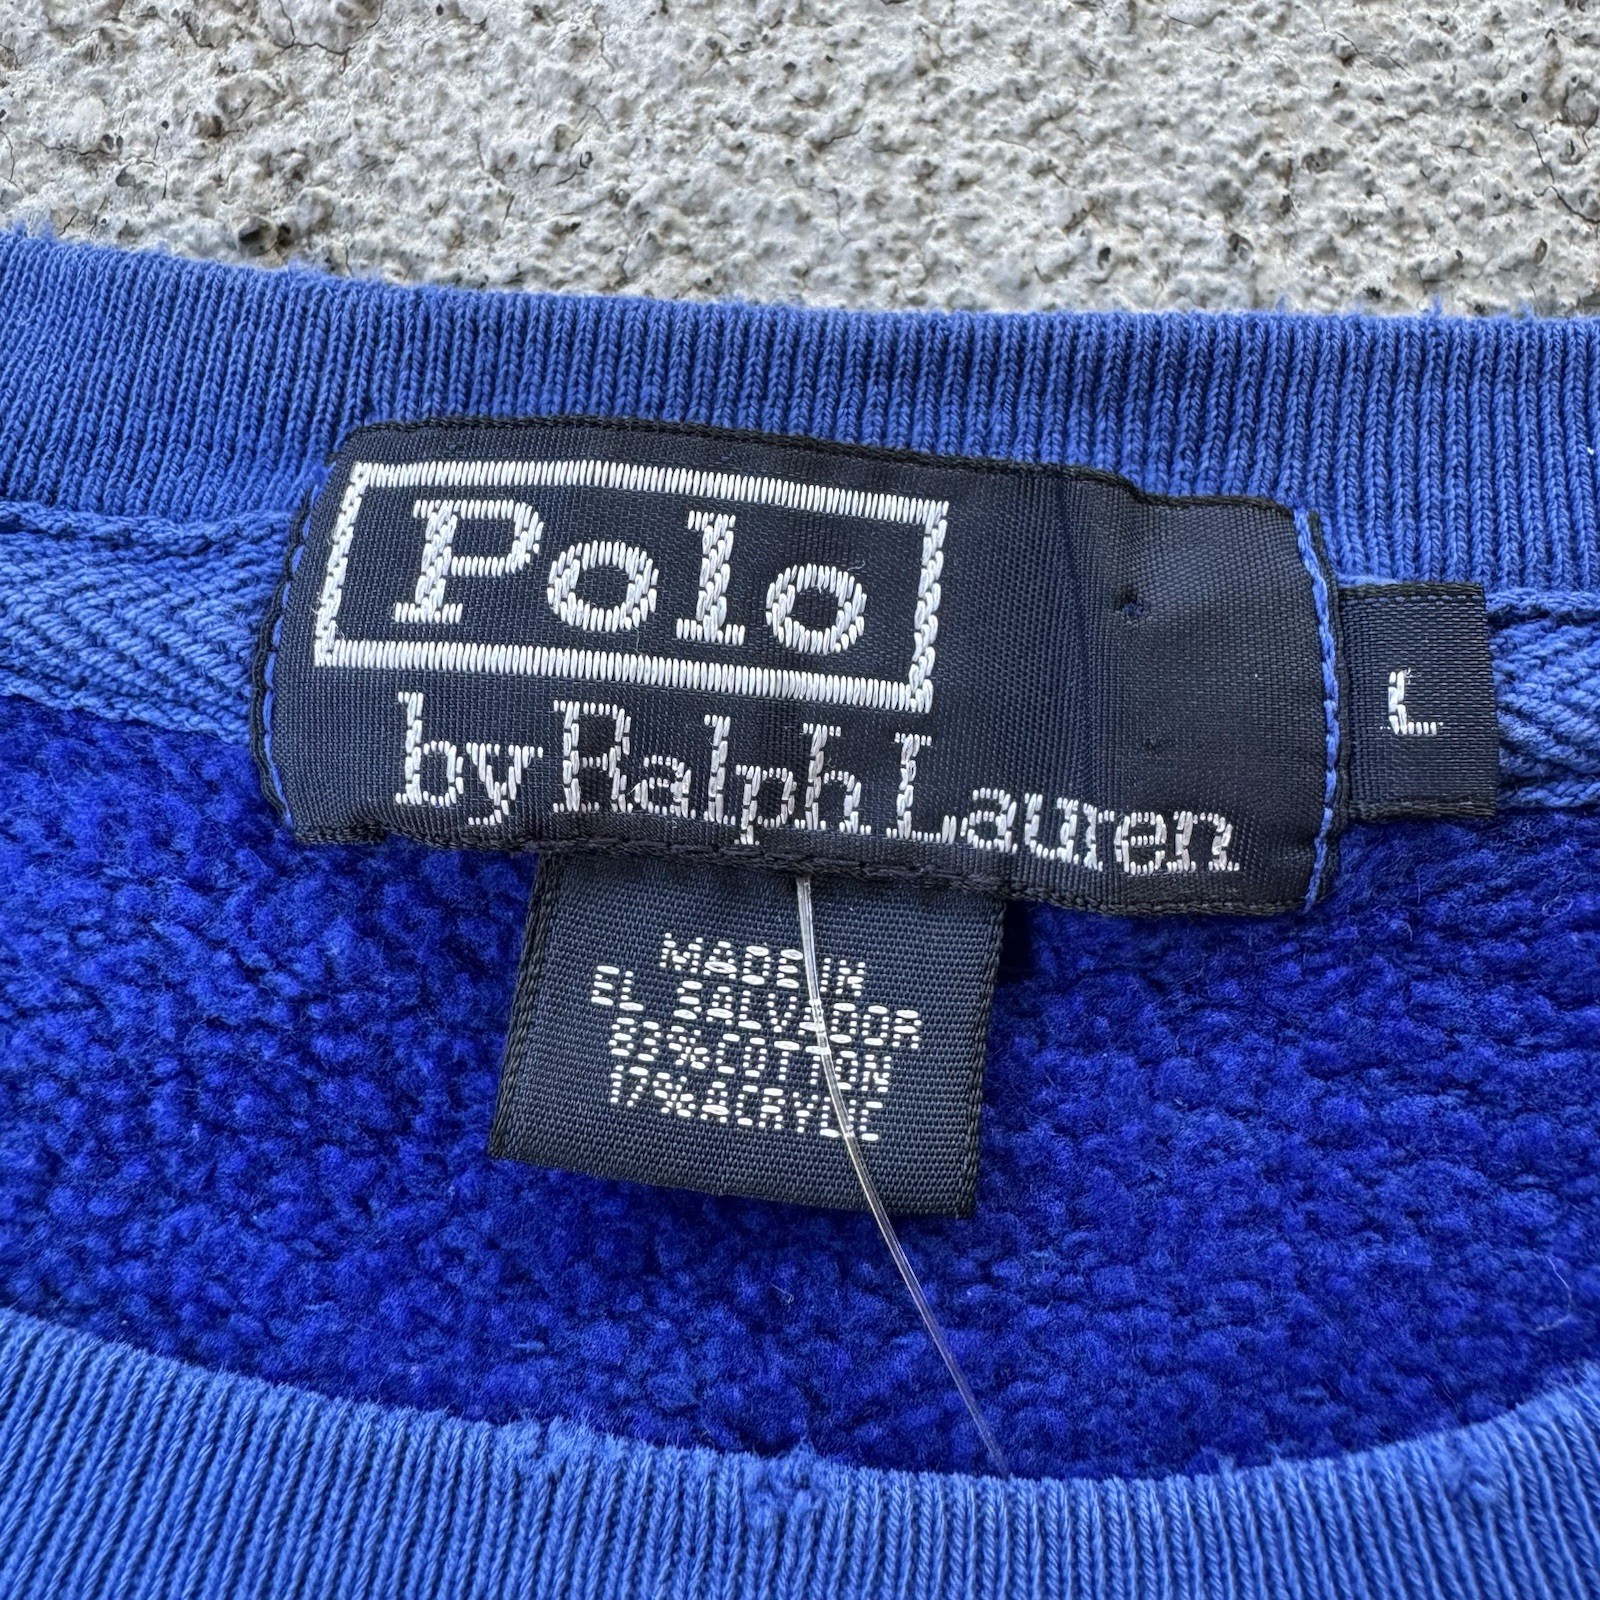 Polo
by Ralph Lauren
L
MADE IN
EL SALVADOR
83% COTTON
17% ACRYLIC